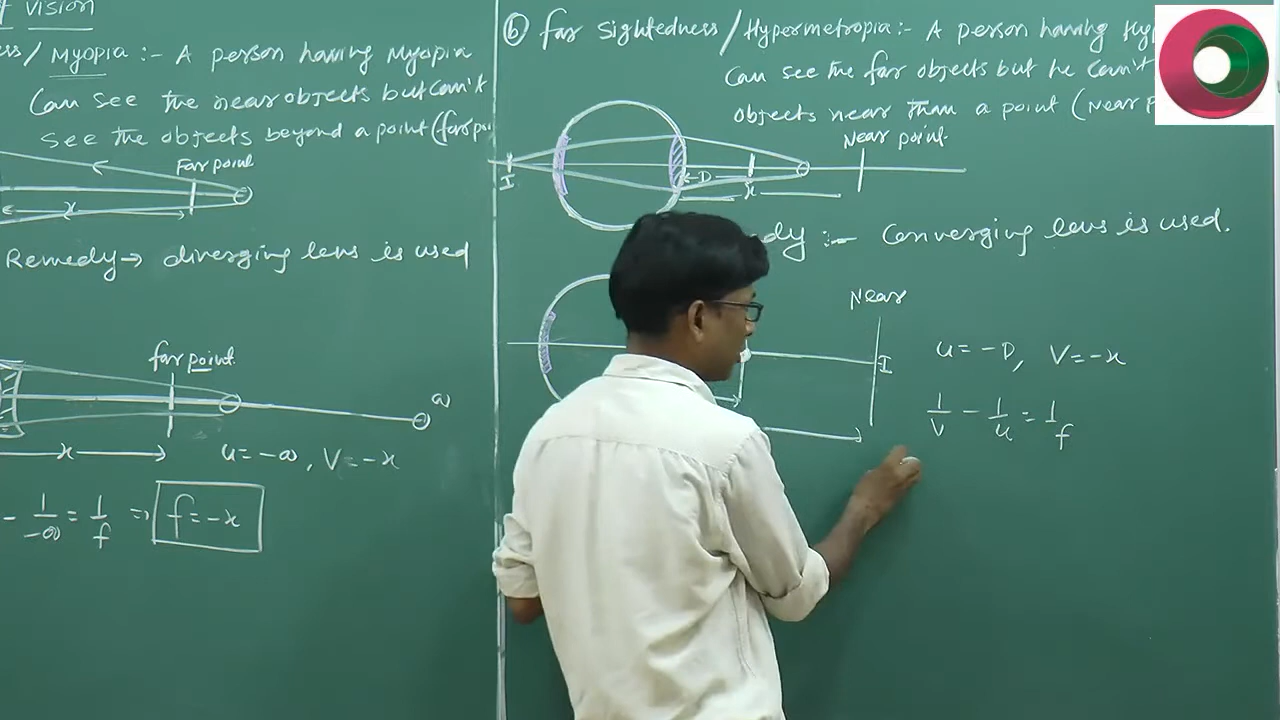 Vision
Myopia :- A person having Myopia
Can see the near objects but can't
see the objects beyond a point (far
Far point
x
Remedy → diverging lens is used
far point
∞
x
u = -∞, V = -x
- 1/-∞ = 1/f ⇒ f = -x
(b) far Sightedness / Hypermetropia :- A person having
Can see the far objects but he can't
objects near than a point (Near
Near point
I
D
x
:- Converging lens is used.
Near
I
u = -D, V = -x
1/v - 1/u = 1/f